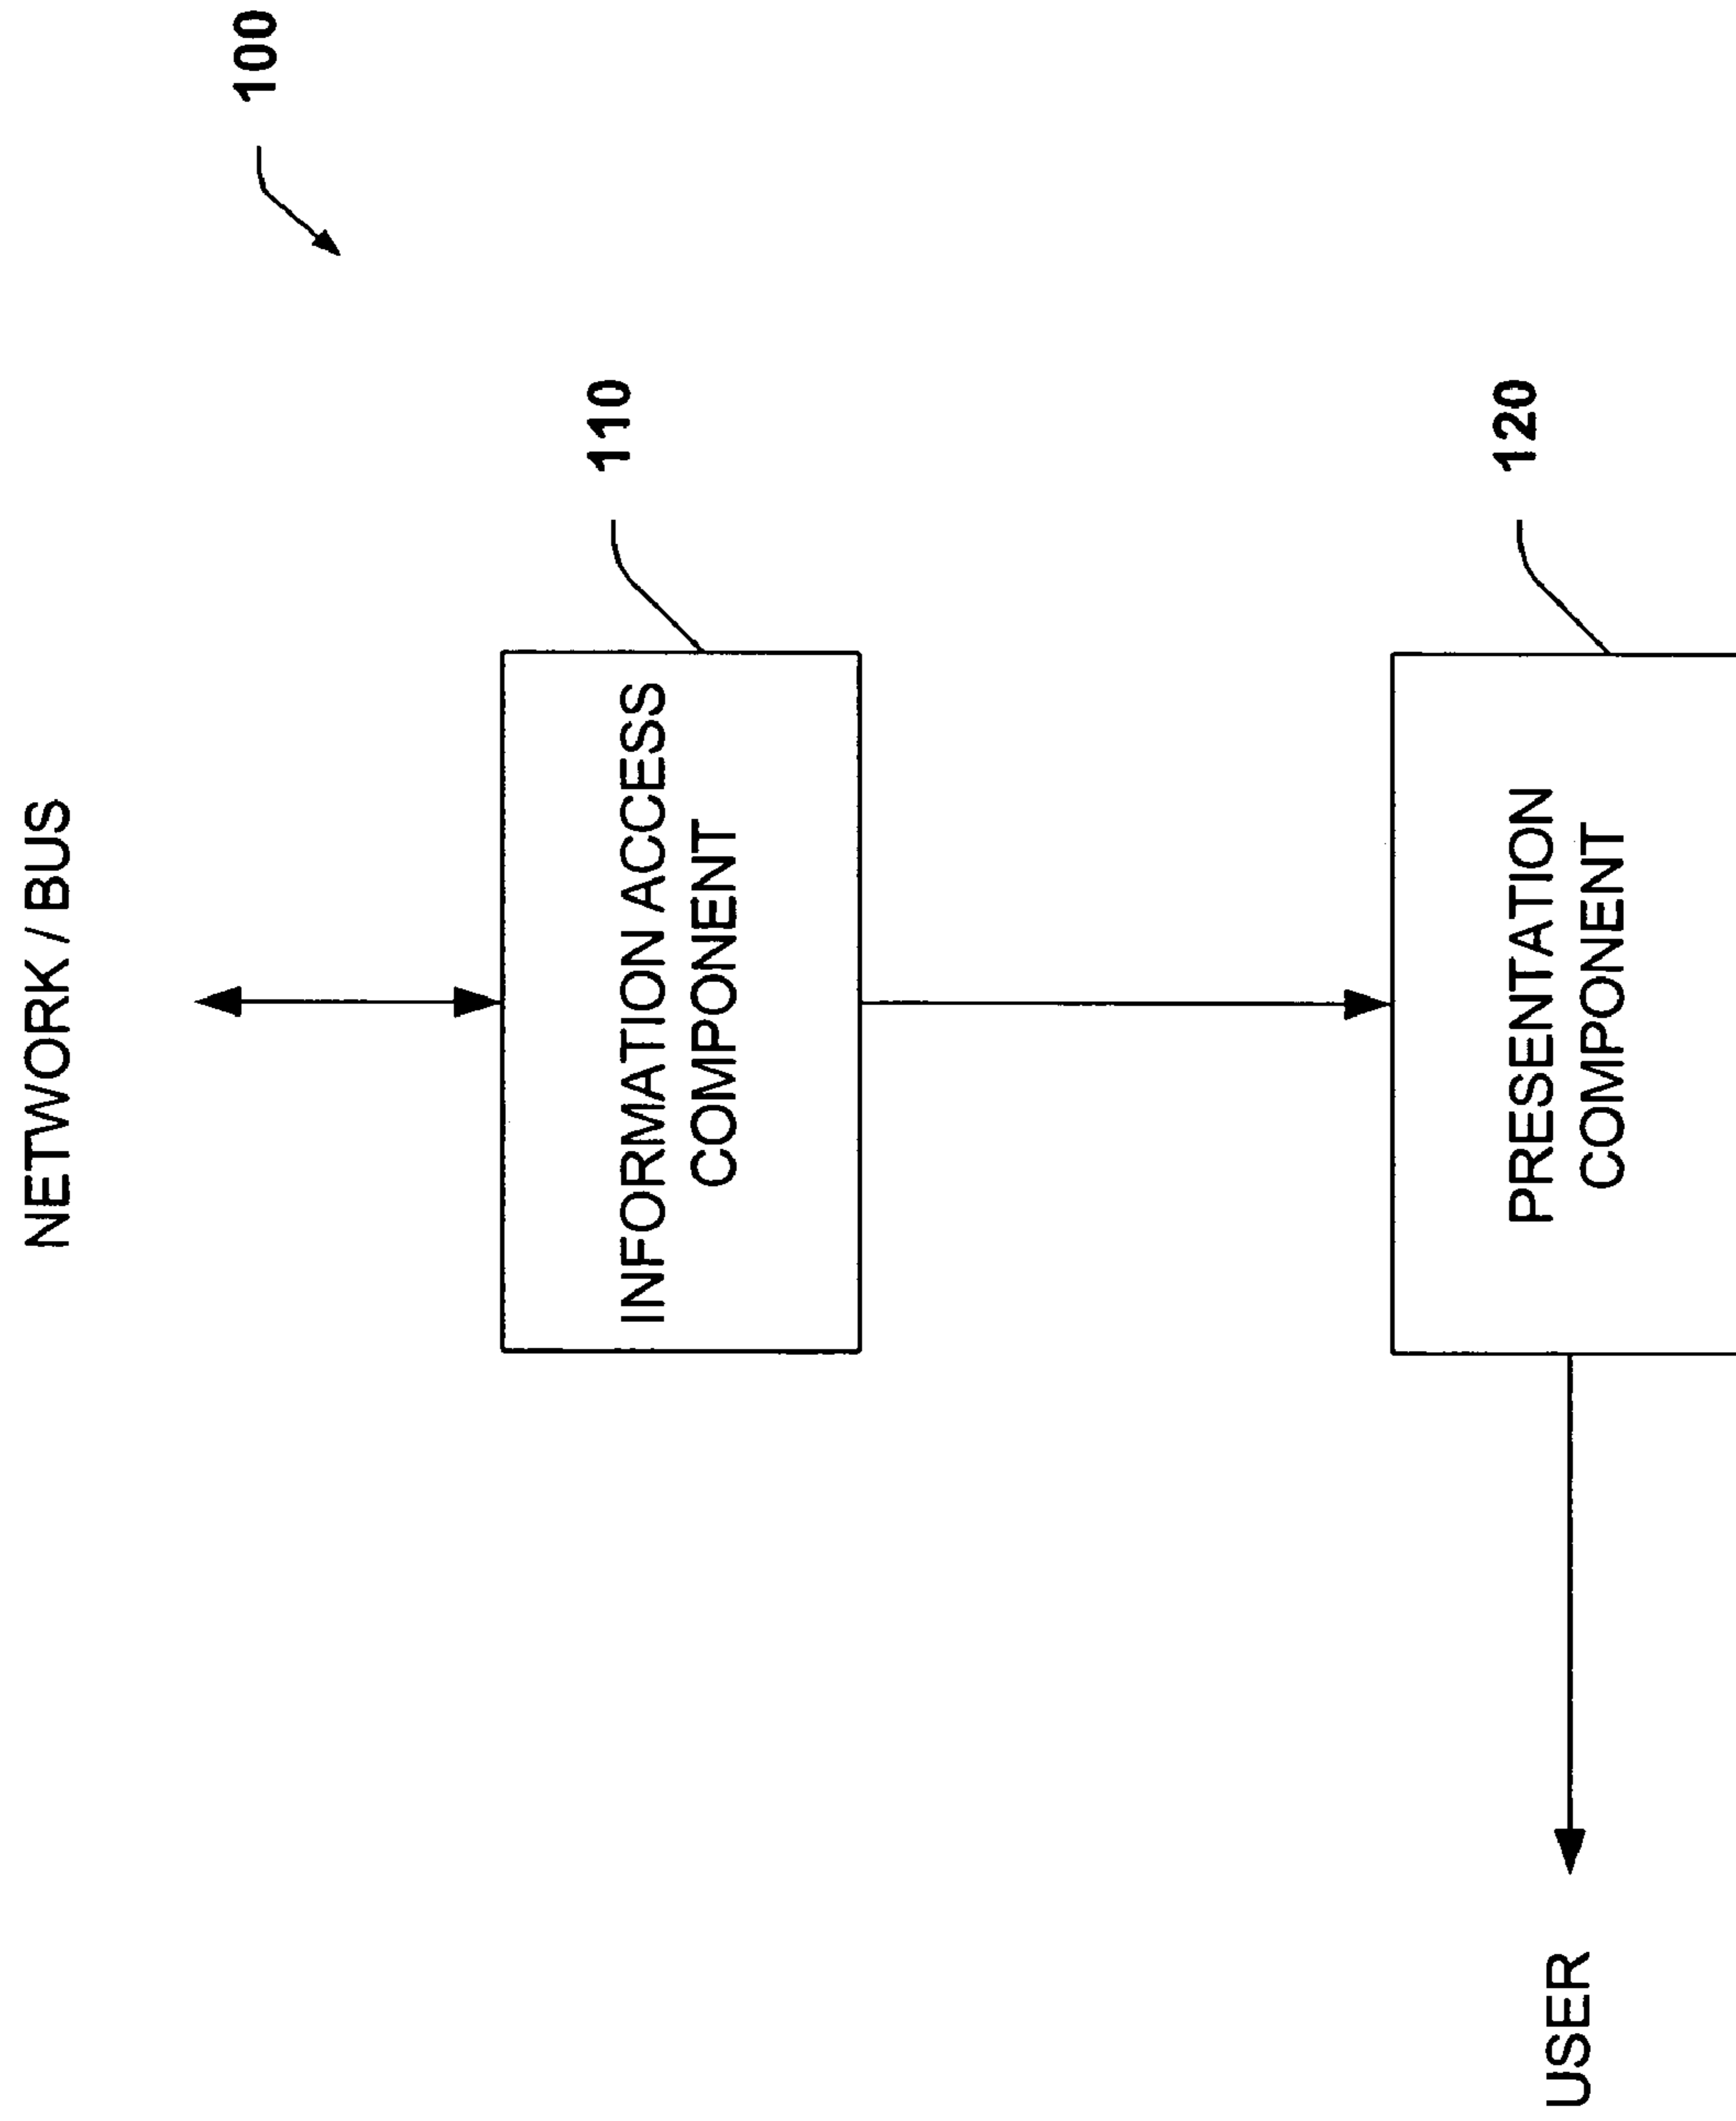 NETWORK / BUS
100
110
INFORMATION ACCESS
COMPONENT
120
PRESENTATION
COMPONENT
USER